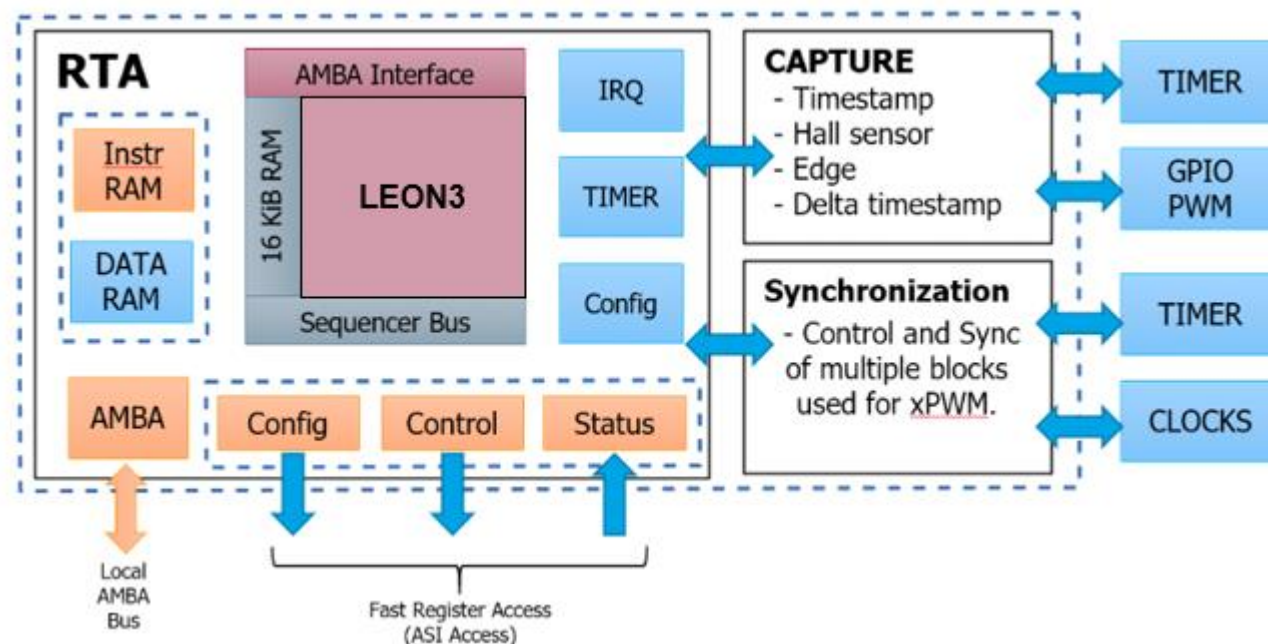 RTA
Instr
RAM
DATA
RAM
AMBA Interface
16 KiB RAM
LEON3
Sequencer Bus
IRQ
TIMER
Config
AMBA
Config
Control
Status
Local
AMBA
Bus
Fast Register Access
(ASI Access)
CAPTURE
- Timestamp
- Hall sensor
- Edge
- Delta timestamp
Synchronization
- Control and Sync
of multiple blocks
used for xPWM.
TIMER
GPIO
PWM
TIMER
CLOCKS